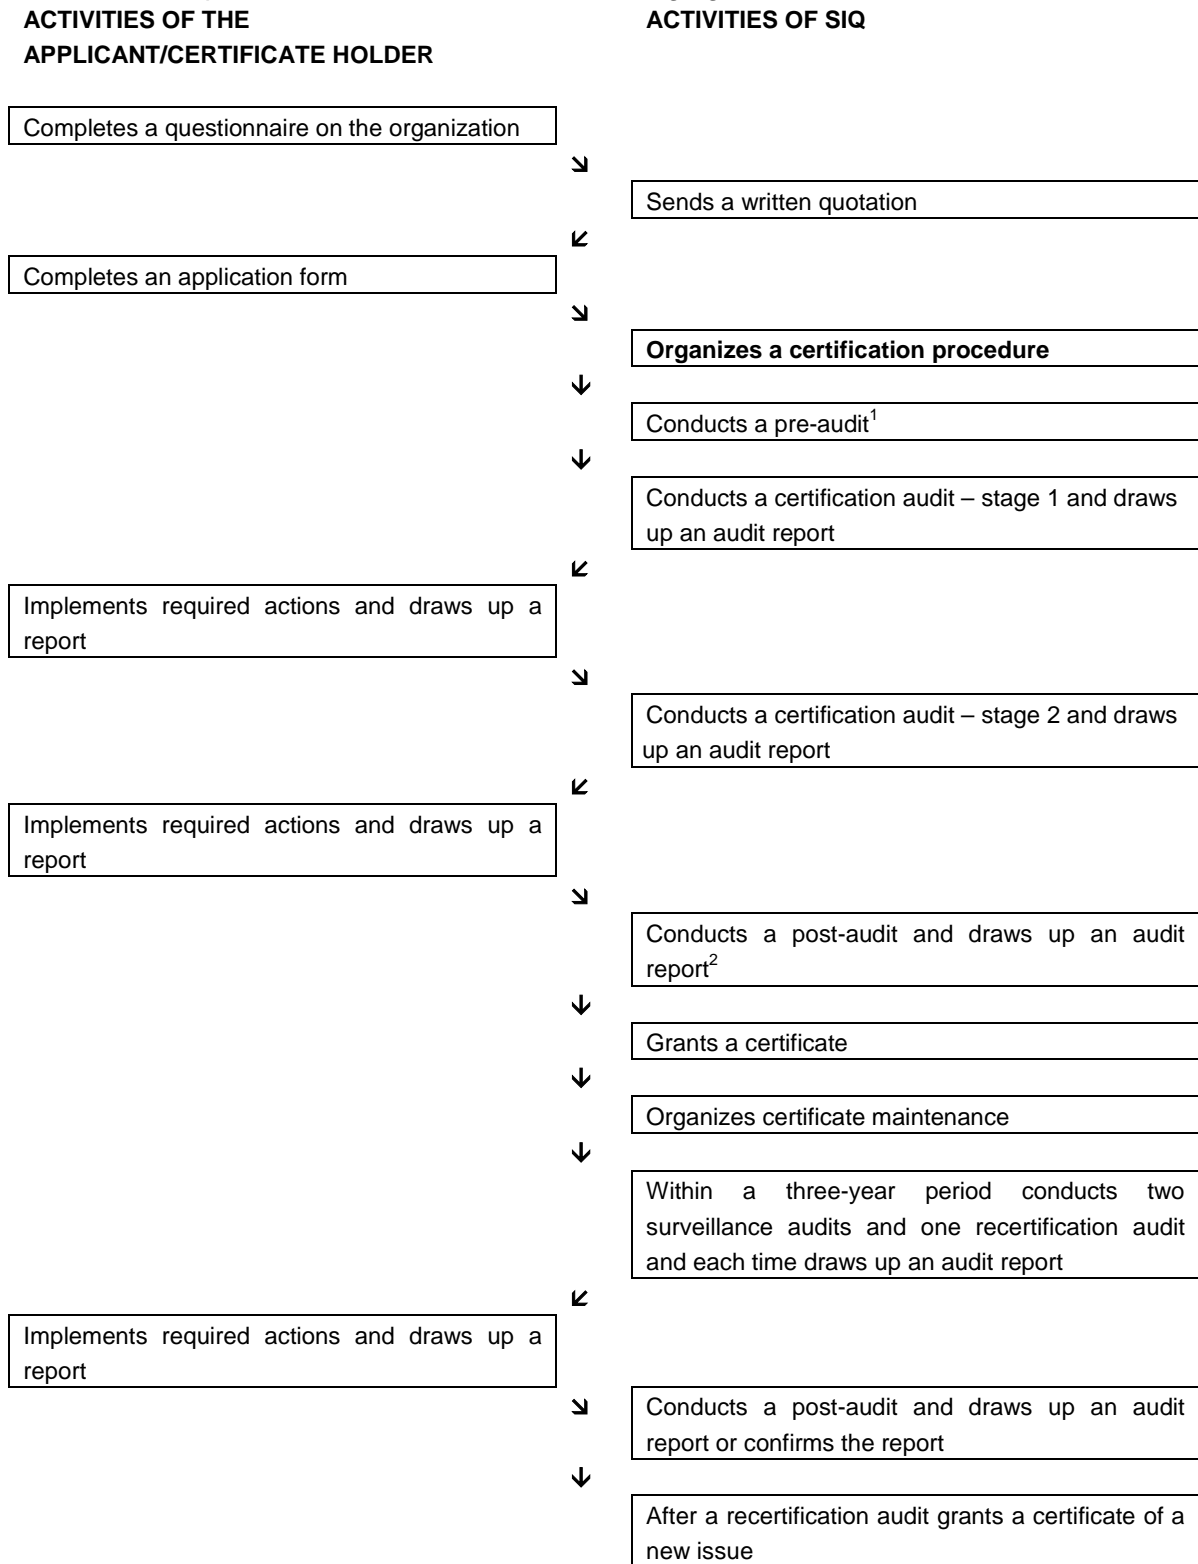 ACTIVITIES OF THE
APPLICANT/CERTIFICATE HOLDER
ACTIVITIES OF SIQ
Completes a questionnaire on the organization
Sends a written quotation
Completes an application form
Organizes a certification procedure
Conducts a pre-audit1
Conducts a certification audit – stage 1 and draws
up an audit report
Implements required actions and draws up a
report
Conducts a certification audit – stage 2 and draws
up an audit report
Implements required actions and draws up a
report
Conducts a post-audit and draws up an audit
report2
Grants a certificate
Organizes certificate maintenance
Within a three-year period conducts two
surveillance audits and one recertification audit
and each time draws up an audit report
Implements required actions and draws up a
report
Conducts a post-audit and draws up an audit
report or confirms the report
After a recertification audit grants a certificate of a
new issue